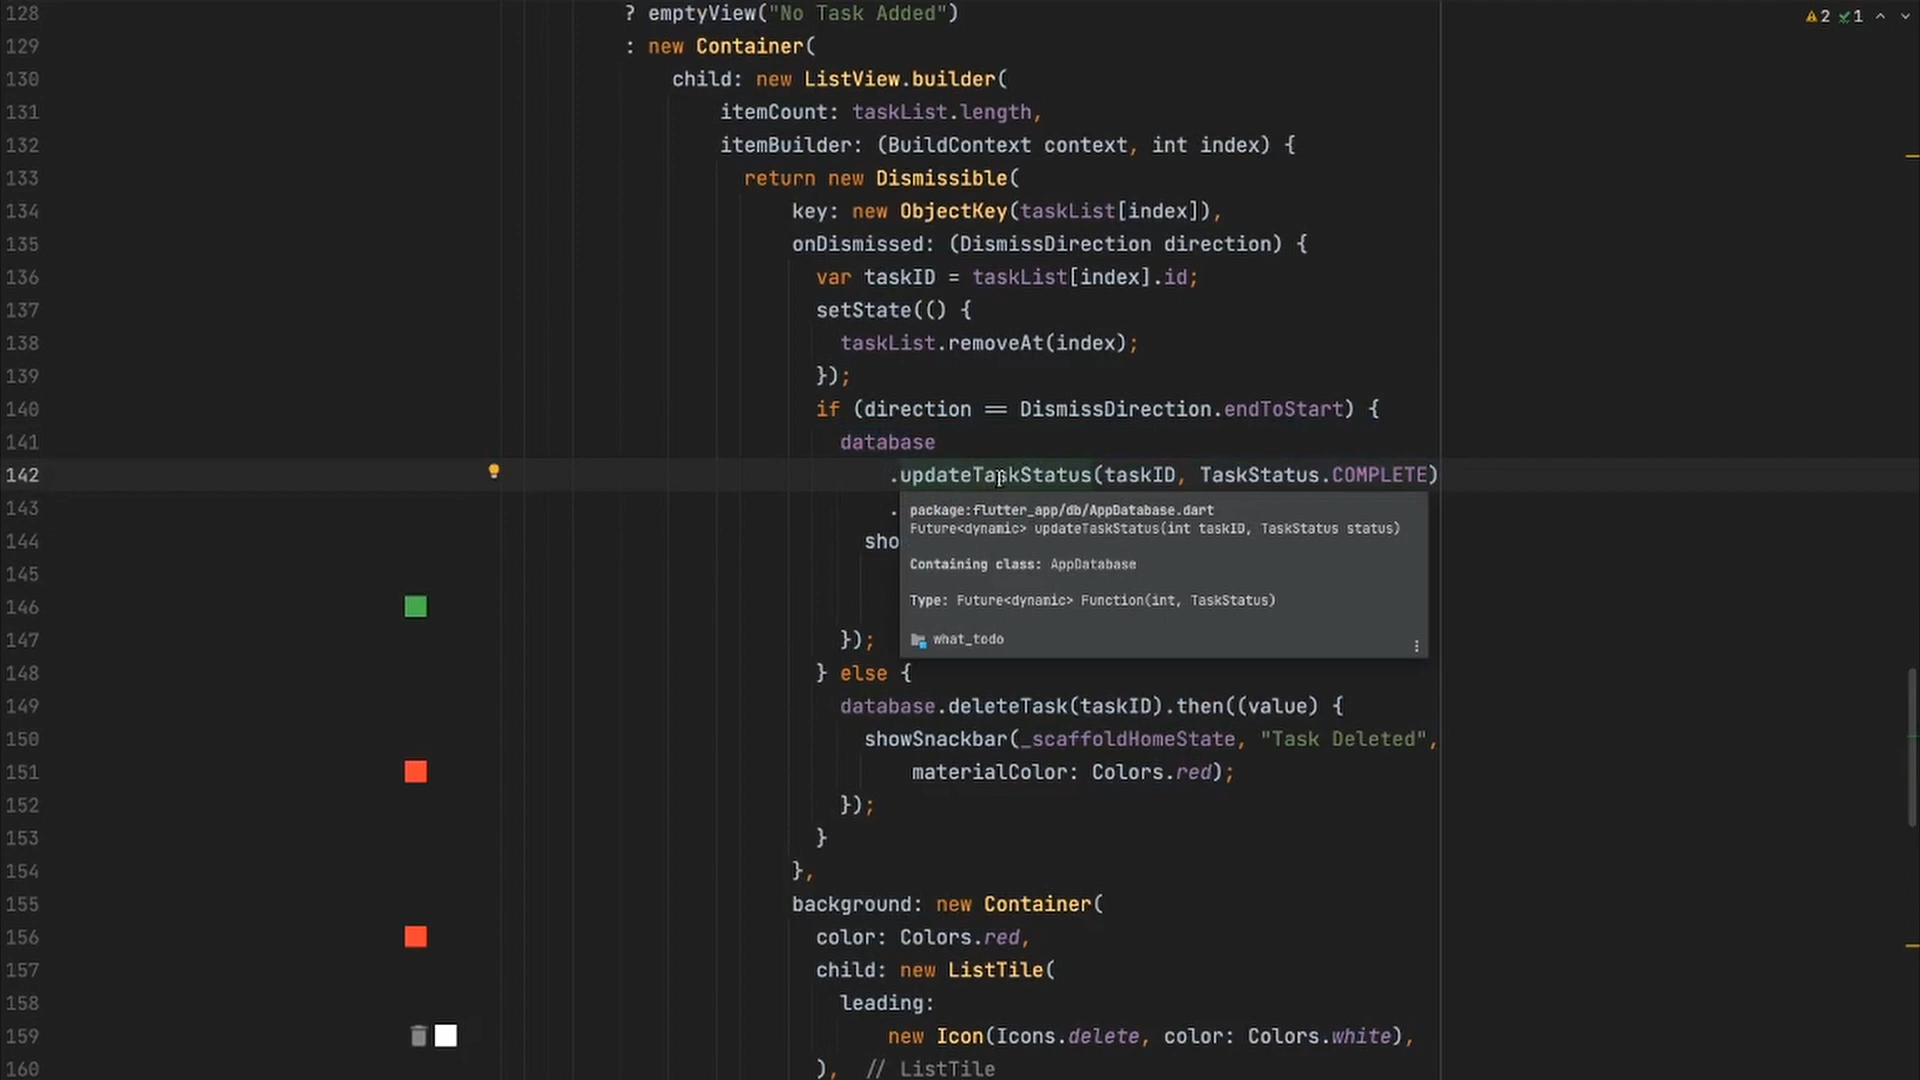 128 ? emptyView("No Task Added")
129 : new Container(
130 child: new ListView.builder(
131 itemCount: taskList.length,
132 itemBuilder: (BuildContext context, int index) {
133 return new Dismissible(
134 key: new ObjectKey(taskList[index]),
135 onDismissed: (DismissDirection direction) {
136 var taskID = taskList[index].id;
137 setState(() {
138 taskList.removeAt(index);
139 });
140 if (direction == DismissDirection.endToStart) {
141 database
142 .updateTaskStatus(taskID, TaskStatus.COMPLETE)
143 .
package:flutter_app/db/AppDatabase.dart
Future<dynamic> updateTaskStatus(int taskID, TaskStatus status)
144 sho
Containing class: AppDatabase
145
Type: Future<dynamic> Function(int, TaskStatus)
146
147 });
what_todo
148 } else {
149 database.deleteTask(taskID).then((value) {
150 showSnackbar(_scaffoldHomeState, "Task Deleted",
151 materialColor: Colors.red);
152 });
153 }
154 },
155 background: new Container(
156 color: Colors.red,
157 child: new ListTile(
158 leading:
159 new Icon(Icons.delete, color: Colors.white),
160 ), // ListTile
2 1